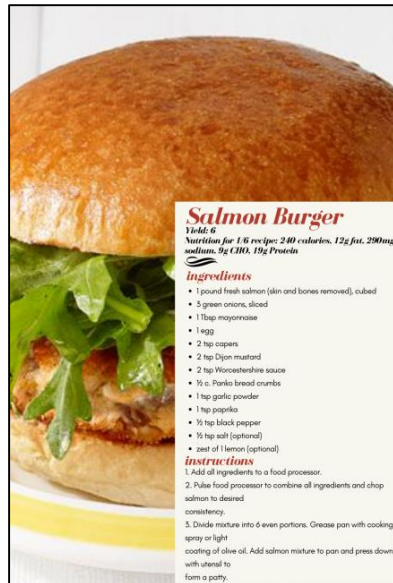 Salmon Burger
Yield: 6
Nutrition for 1/6 recipe: 240 calories, 12g fat, 290mg
sodium, 9g CHO, 19g Protein
ingredients
• 1 pound fresh salmon (skin and bones removed), cubed
• 3 green onions, sliced
• 1 Tbsp mayonnaise
• 1 egg
• 2 tsp capers
• 2 tsp Dijon mustard
• 2 tsp Worcestershire sauce
• ½ c. Panko bread crumbs
• 1 tsp garlic powder
• 1 tsp paprika
• ½ tsp black pepper
• ½ tsp salt (optional)
• zest of 1 lemon (optional)
instructions
1. Add all ingredients to a food processor.
2. Pulse food processor to combine all ingredients and chop
salmon to desired
consistency.
3. Divide mixture into 6 even portions. Grease pan with cooking
spray or light
coating of olive oil. Add salmon mixture to pan and press down
with utensil to
form a patty.